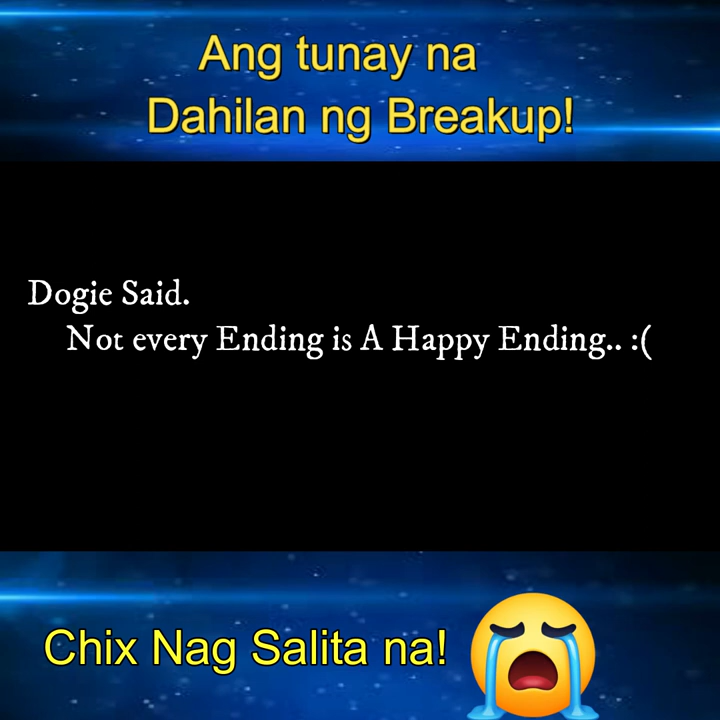 Ang tunay na
Dahilan ng Breakup!
Dogie Said.
Not every Ending is A Happy Ending.. :(
Chix Nag Salita na!